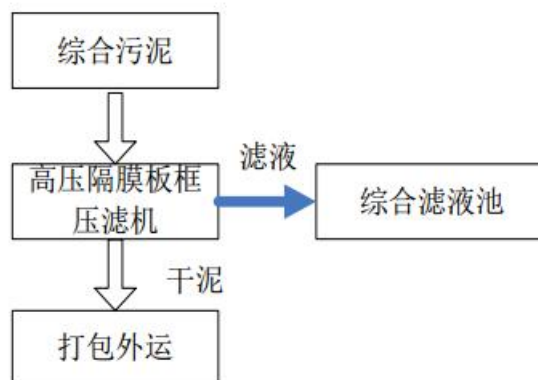 综合污泥
滤液
高压隔膜板框
压滤机
综合滤液池
干泥
打包外运